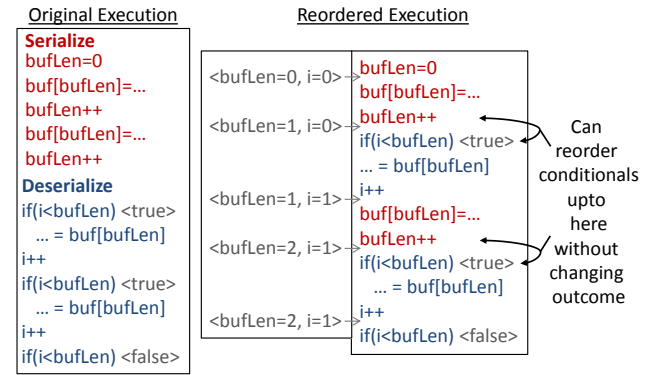 Original Execution
Serialize
bufLen=0
buf[bufLen]=...
bufLen++
buf[bufLen]=...
bufLen++
Deserialize
if(i<bufLen) <true>
... = buf[bufLen]
i++
if(i<bufLen) <true>
... = buf[bufLen]
i++
if(i<bufLen) <false>
Reordered Execution
<bufLen=0, i=0>
<bufLen=1, i=0>
<bufLen=1, i=1>
<bufLen=2, i=1>
<bufLen=2, i=1>
bufLen=0
buf[bufLen]=...
bufLen++
if(i<bufLen) <true>
... = buf[bufLen]
i++
buf[bufLen]=...
bufLen++
if(i<bufLen) <true>
... = buf[bufLen]
i++
if(i<bufLen) <false>
Can
reorder
conditionals
upto
here
without
changing
outcome